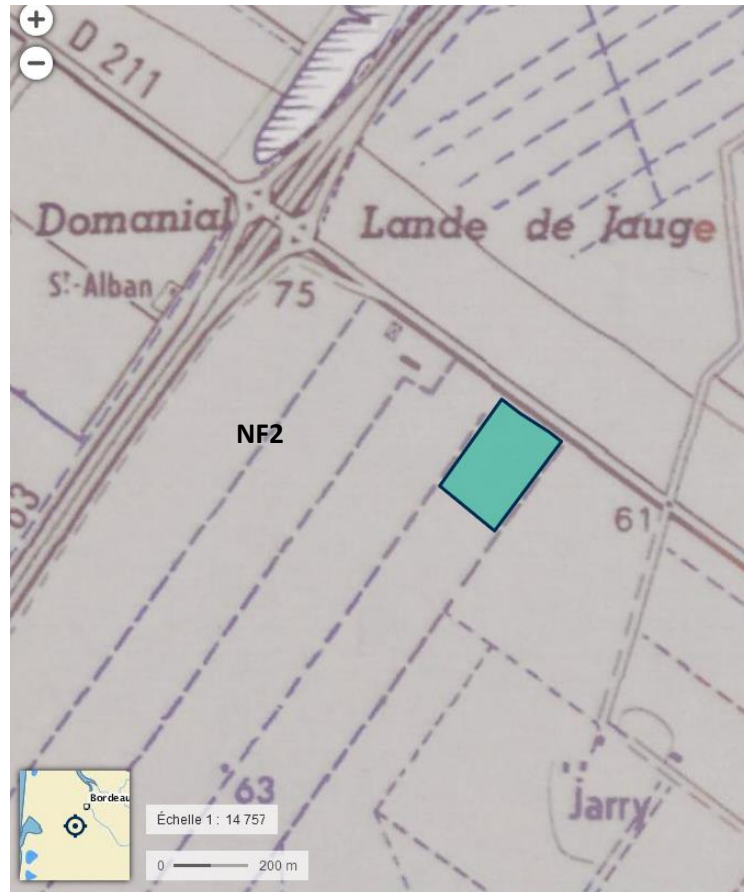 +
−
D 211
Domanial
Lande de Jauge
St-Alban
75
NF2
63
61
63
Jarry
Bordeau
Échelle 1 : 14 757
0
200 m